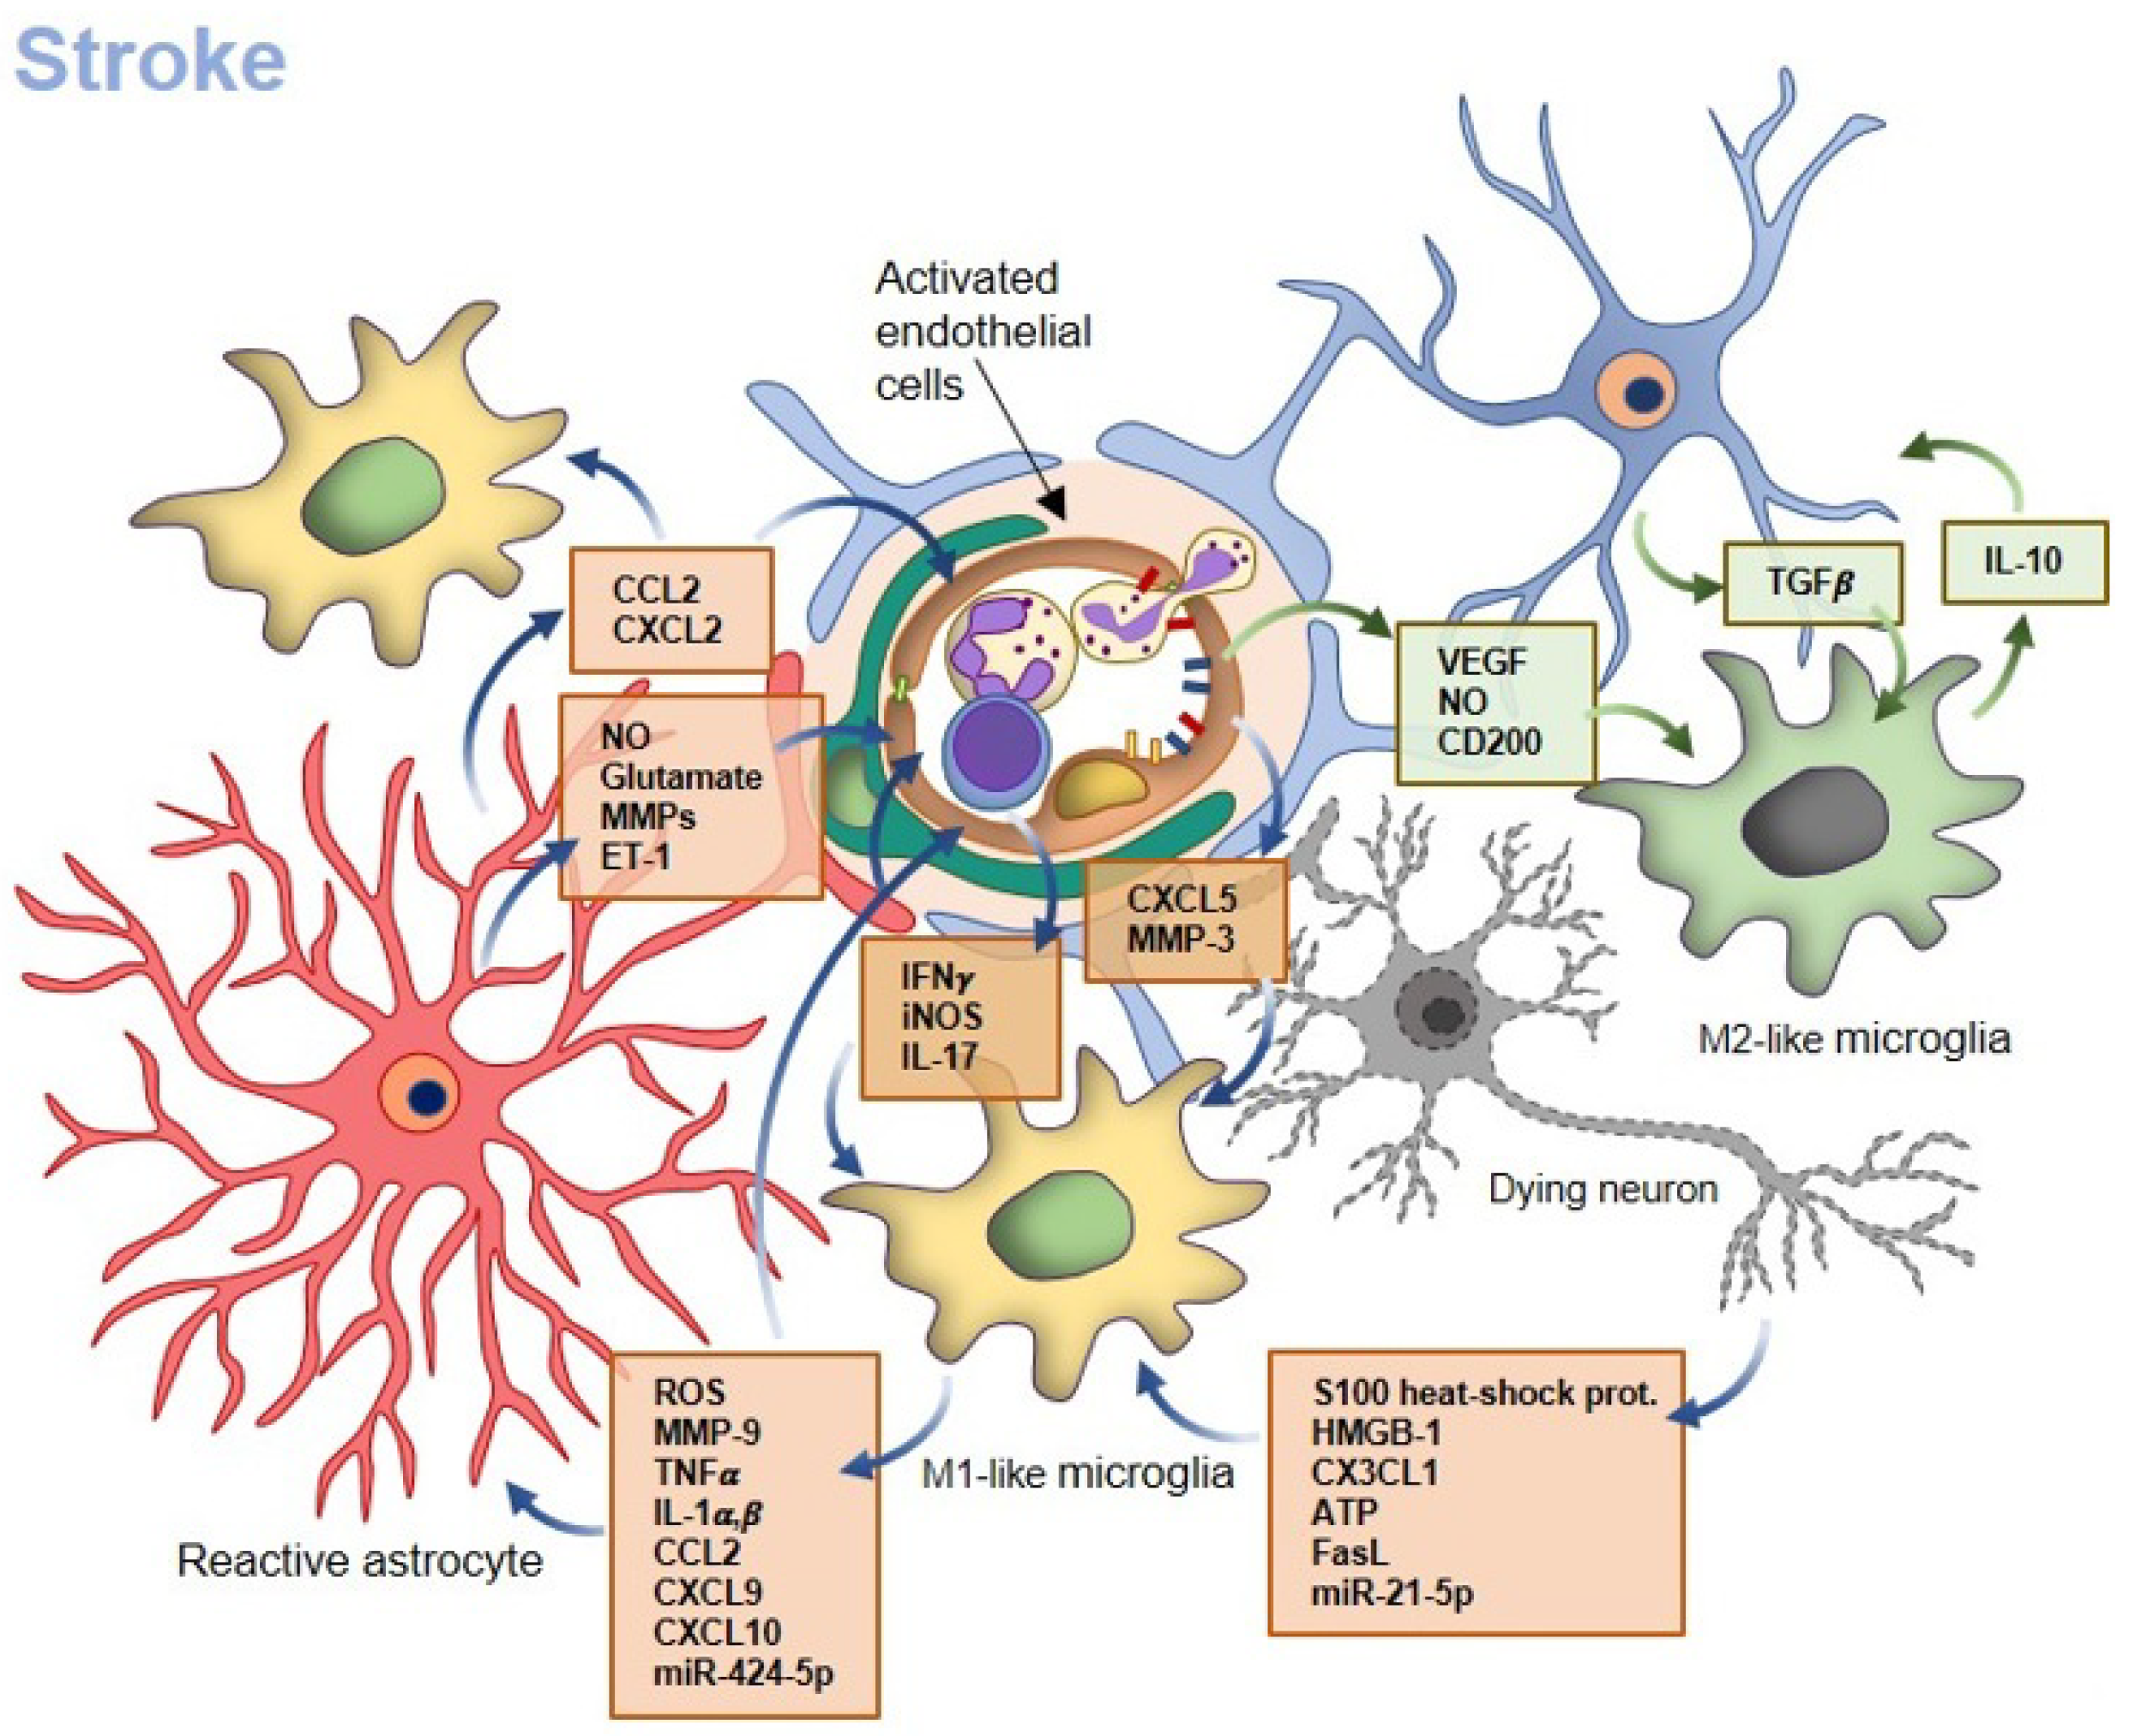 Stroke
Activated
endothelial
cells
CCL2
CXCL2
NO
Glutamate
MMPs
ET-1
IL-10
TGFβ
VEGF
NO
CD200
CXCL5
MMP-3
IFNγ
iNOS
IL-17
M2-like microglia
Dying neuron
S100 heat-shock prot.
HMGB-1
CX3CL1
ATP
FasL
miR-21-5p
M1-like microglia
ROS
MMP-9
TNFα
IL-1α,β
CCL2
CXCL9
CXCL10
miR-424-5p
Reactive astrocyte